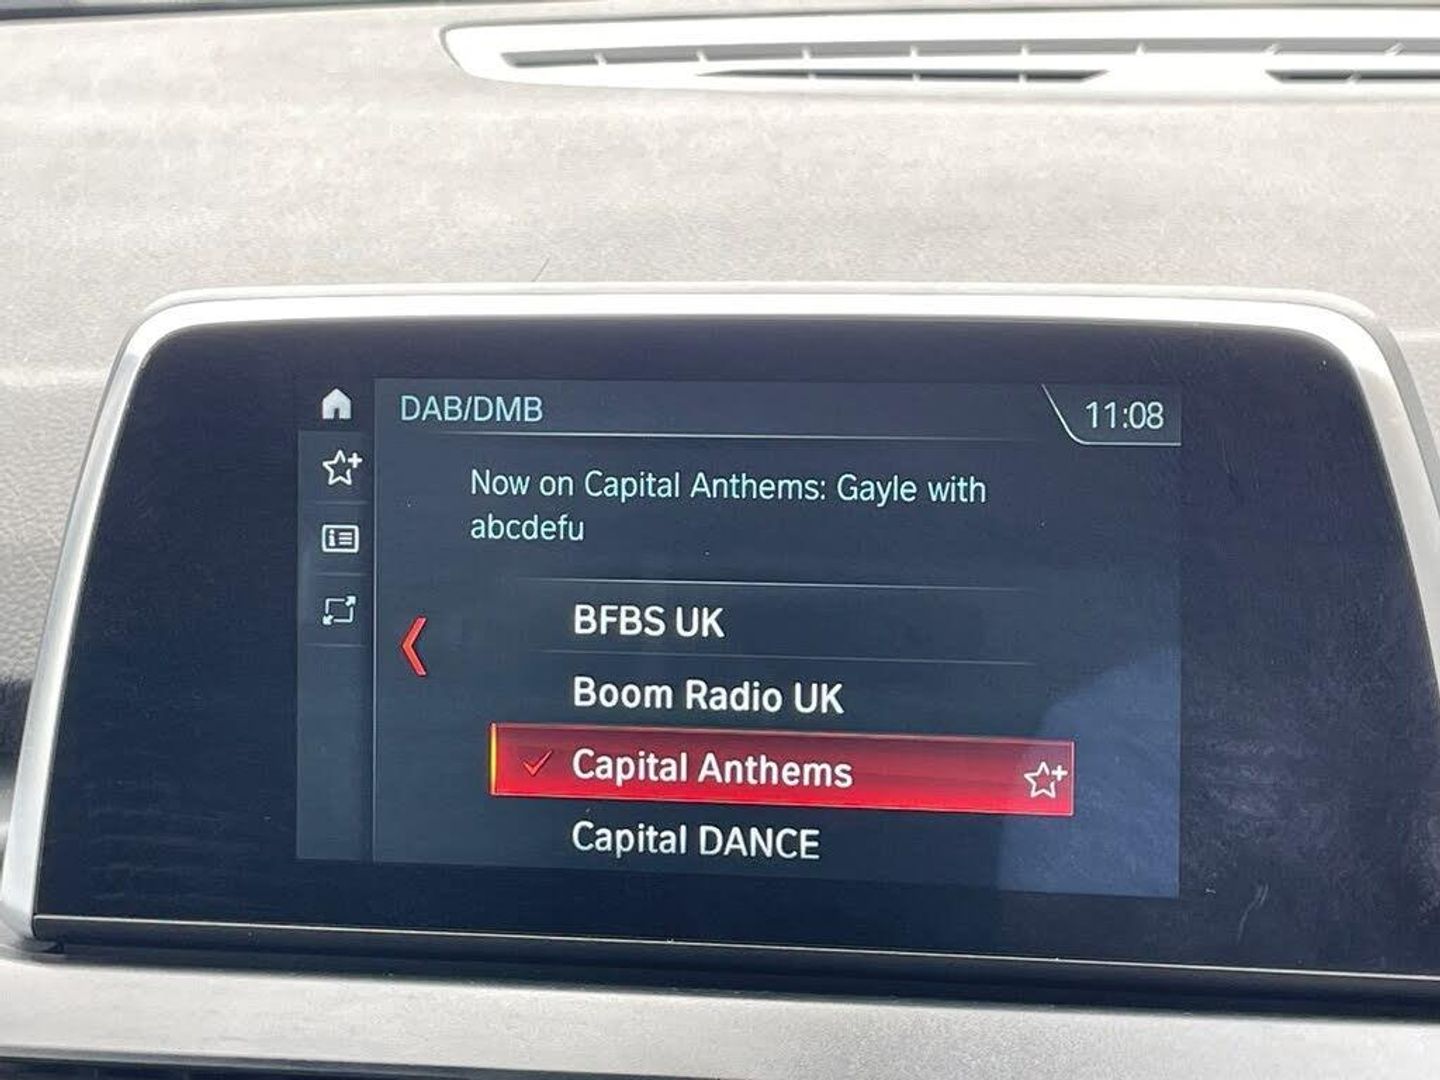 DAB/DMB
11:08
Now on Capital Anthems: Gayle with
abcdefu
BFBS UK
Boom Radio UK
Capital Anthems
Capital DANCE